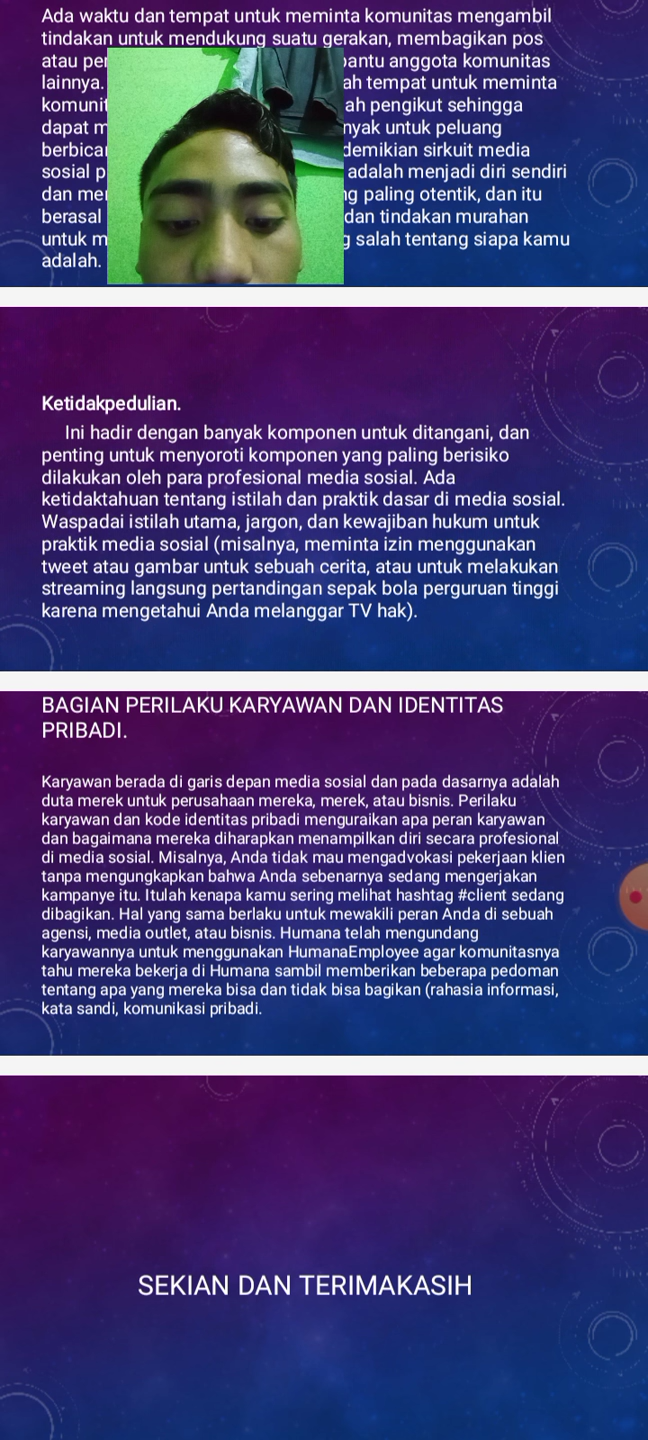 Ada waktu dan tempat untuk meminta komunitas mengambil
tindakan untuk mendukung suatu gerakan, membagikan pos
atau bantu anggota komunitas
lainnya. tempat untuk meminta
pengikut sehingga
dapat untuk peluang
demikian sirkuit media
sosial adalah menjadi diri sendiri
dan paling otentik, dan itu
berasal dan tindakan murahan
untuk salah tentang siapa kamu
adalah.
Ketidakpedulian.
Ini hadir dengan banyak komponen untuk ditangani, dan
penting untuk menyoroti komponen yang paling berisiko
dilakukan oleh para profesional media sosial. Ada
ketidaktahuan tentang istilah dan praktik dasar di media sosial.
Waspadai istilah utama, jargon, dan kewajiban hukum untuk
praktik media sosial (misalnya, meminta izin menggunakan
tweet atau gambar untuk sebuah cerita, atau untuk melakukan
streaming langsung pertandingan sepak bola perguruan tinggi
karena mengetahui Anda melanggar TV hak).
BAGIAN PERILAKU KARYAWAN DAN IDENTITAS
PRIBADI.
Karyawan berada di garis depan media sosial dan pada dasarnya adalah
duta merek untuk perusahaan mereka, merek, atau bisnis. Perilaku
karyawan dan kode identitas pribadi menguraikan apa peran karyawan
dan bagaimana mereka diharapkan menampilkan diri secara profesional
di media sosial. Misalnya, Anda tidak mau mengadvokasi pekerjaan klien
tanpa mengungkapkan bahwa Anda sebenarnya sedang mengerjakan
kampanye itu. Itulah kenapa kamu sering melihat hashtag #client sedang
dibagikan. Hal yang sama berlaku untuk mewakili peran Anda di sebuah
agensi, media outlet, atau bisnis. Humana telah mengundang
karyawannya untuk menggunakan HumanaEmployee agar komunitasnya
tahu mereka bekerja di Humana sambil memberikan beberapa pedoman
tentang apa yang mereka bisa dan tidak bisa bagikan (rahasia informasi,
kata sandi, komunikasi pribadi.
SEKIAN DAN TERIMAKASIH